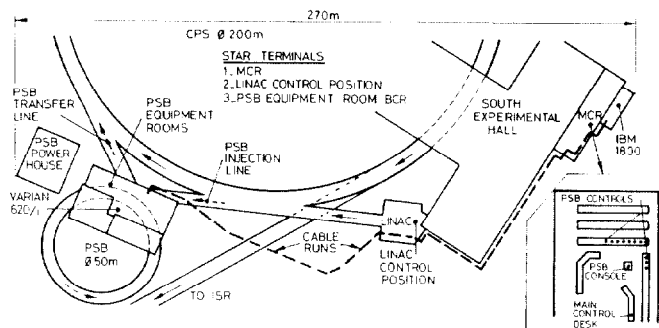 270m
CPS Ø 200m
STAR TERMINALS
1. MCR
2. LINAC CONTROL POSITION
3. PSB EQUIPMENT ROOM BCR
PSB
TRANSFER
LINE
PSB
EQUIPMENT
ROOMS
PSB
POWER
HOUSE
PSB
INJECTION
LINE
SOUTH
EXPERIMENTAL
HALL
MCR
IBM
1800
VARIAN
620/i
PSB
Ø 50m
LINAC
CABLE
RUNS
LINAC
CONTROL
POSITION
TO ISR
PSB CONTROLS
PSB
CONSOLE
MAIN
CONTROL
DESK